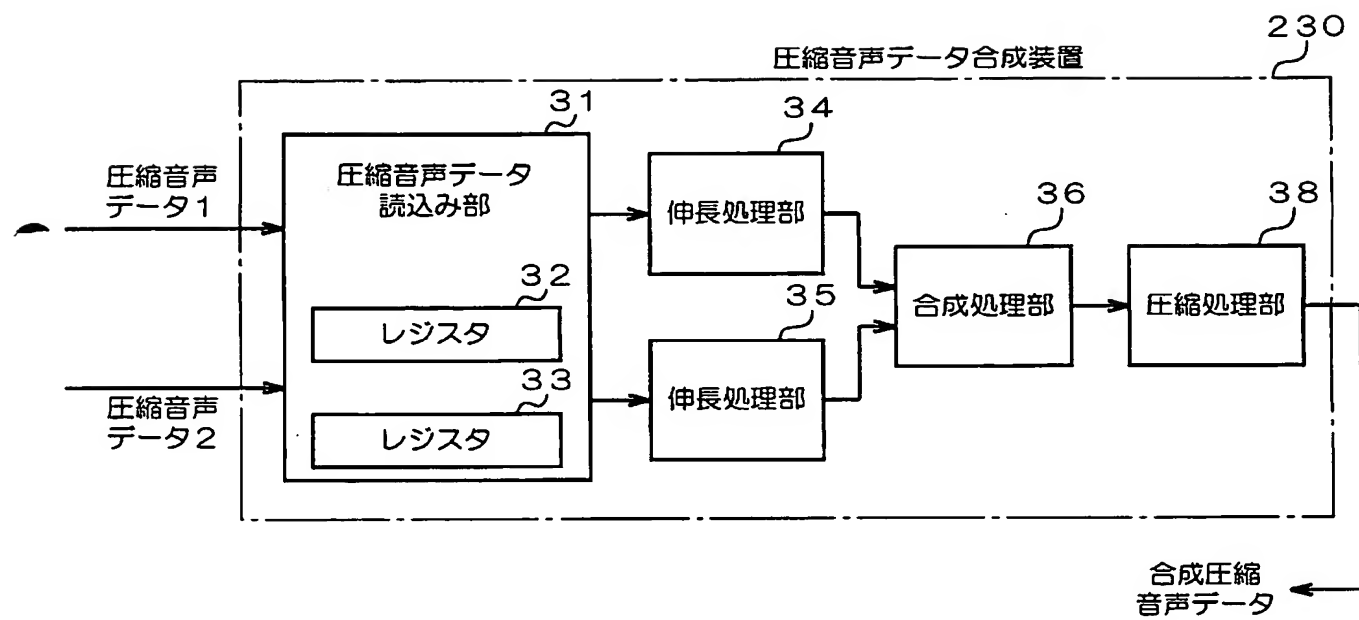 230
圧縮音声データ合成装置
31
34
圧縮音声
データ1
圧縮音声データ
読込み部
伸長処理部
36
38
32
レジスタ
35
合成処理部
圧縮処理部
33
レジスタ
伸長処理部
圧縮音声
データ2
合成圧縮
音声データ